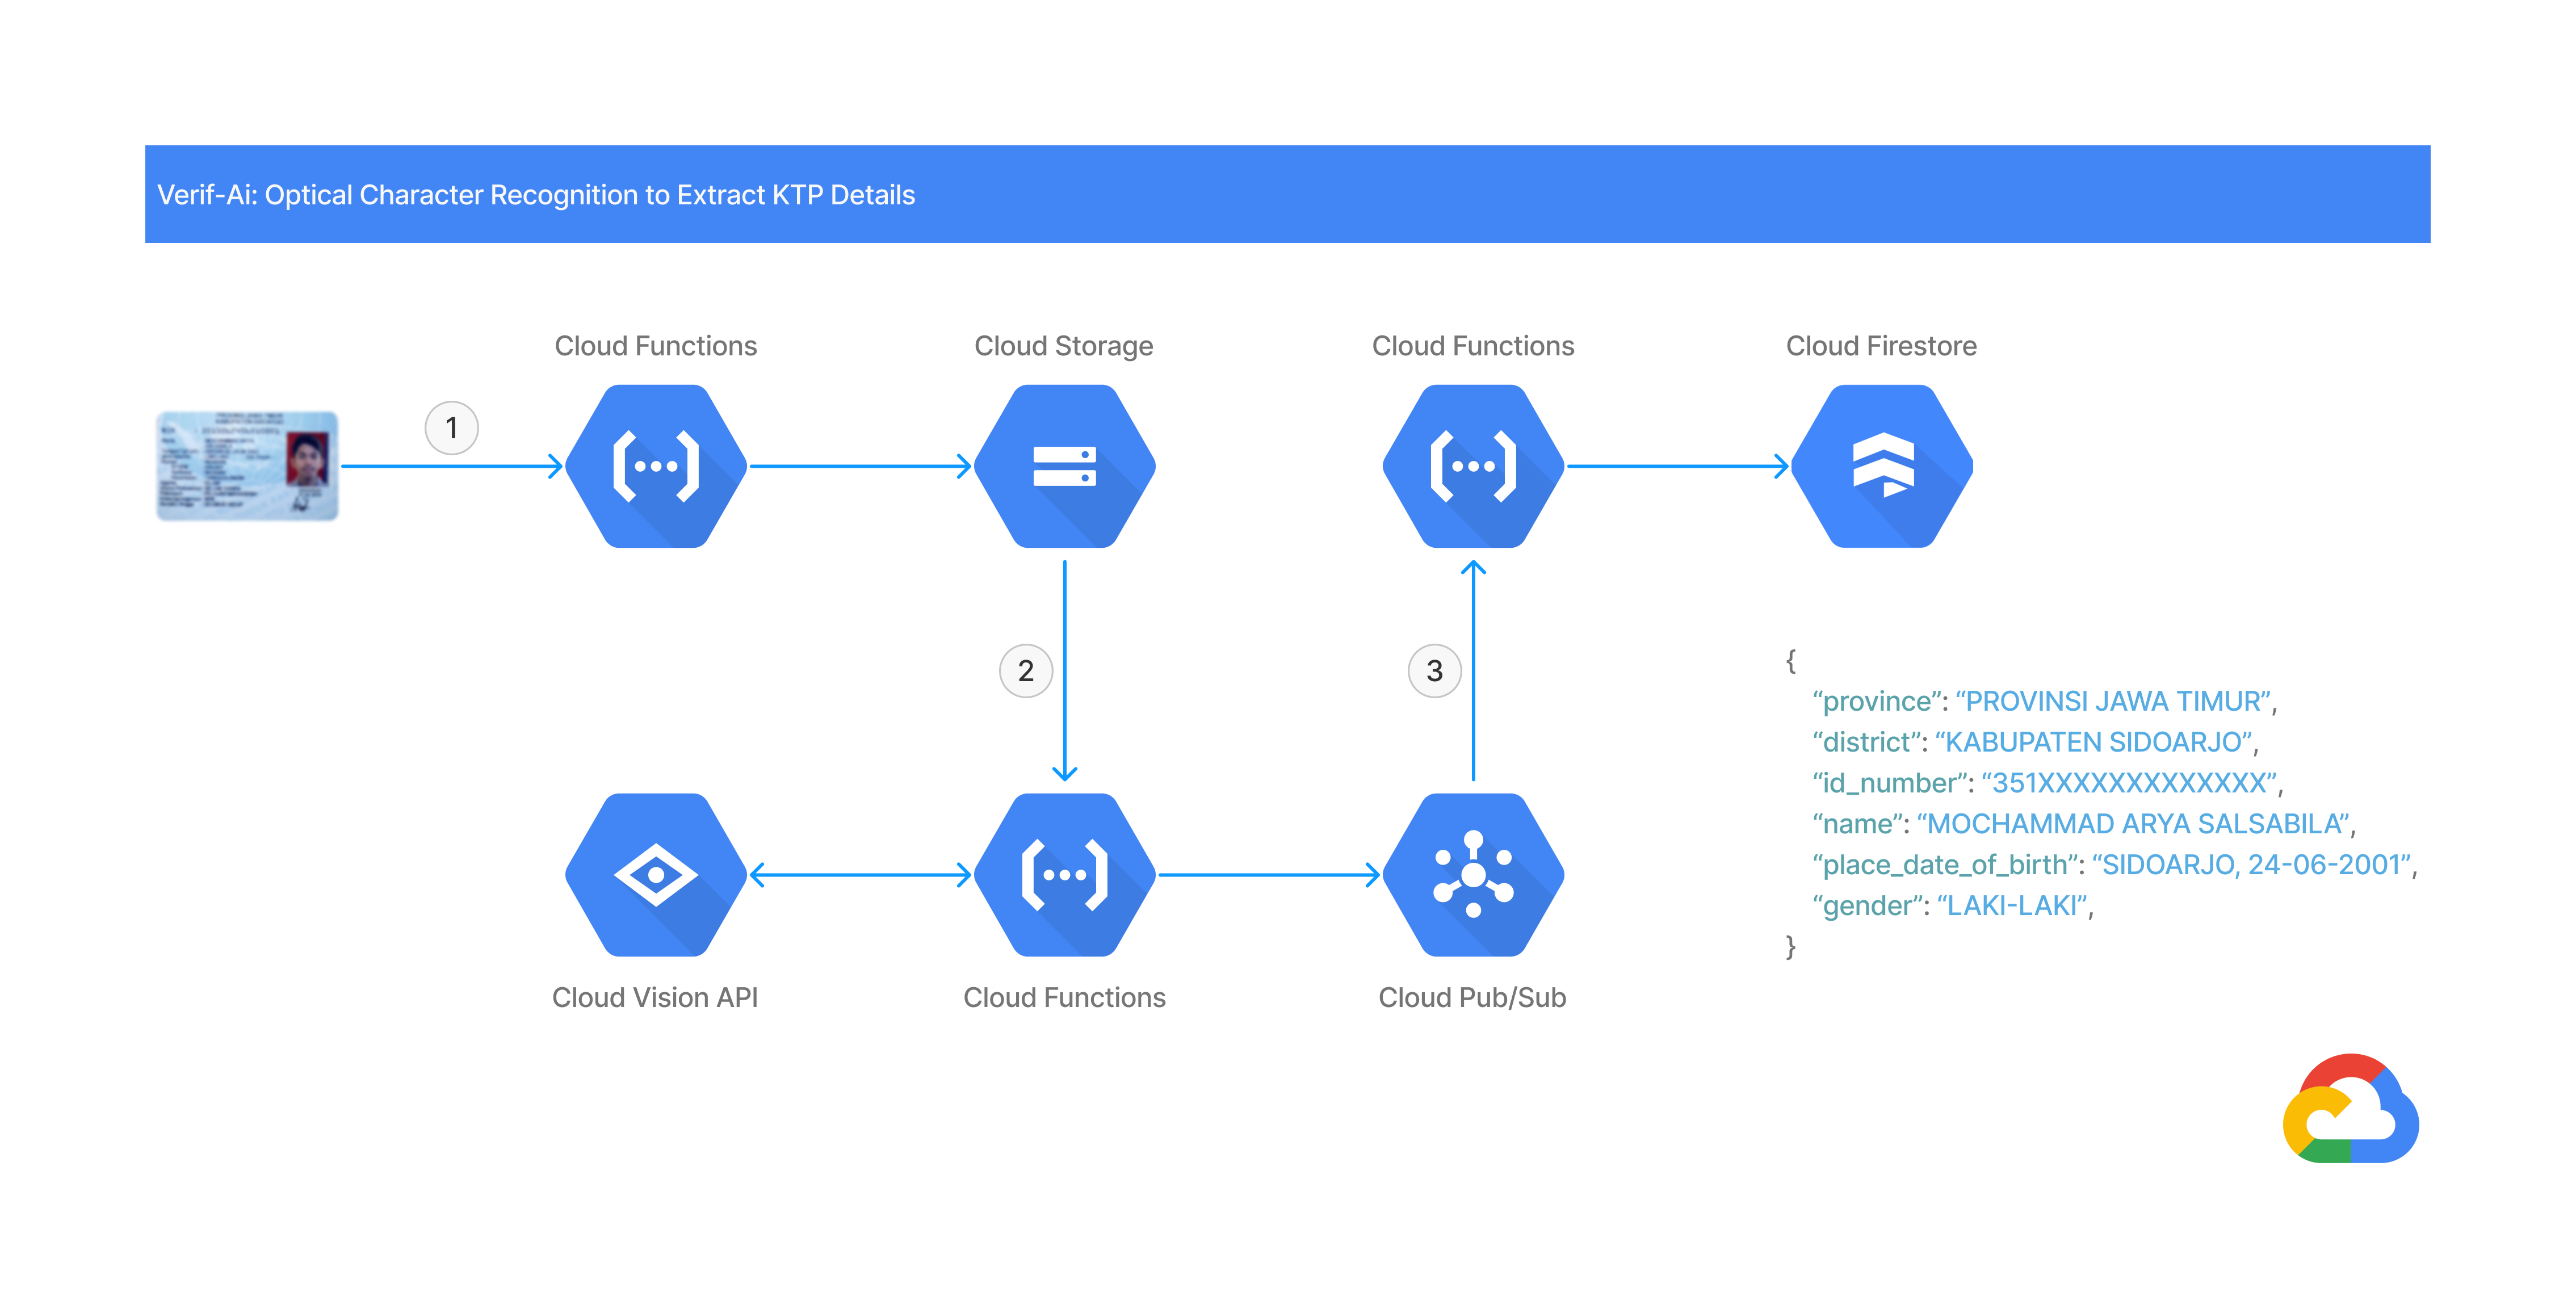 Verif-Ai: Optical Character Recognition to Extract KTP Details
Cloud Functions
Cloud Storage
Cloud Functions
Cloud Firestore
1
2
3
Cloud Vision API
Cloud Functions
Cloud Pub/Sub
{
“province”: “PROVINSI JAWA TIMUR”,
“district”: “KABUPATEN SIDOARJO”,
“id_number”: “351XXXXXXXXXXXXX”,
“name”: “MOCHAMMAD ARYA SALSABILA”,
“place_date_of_birth”: “SIDOARJO, 24-06-2001”,
“gender”: “LAKI-LAKI”,
}